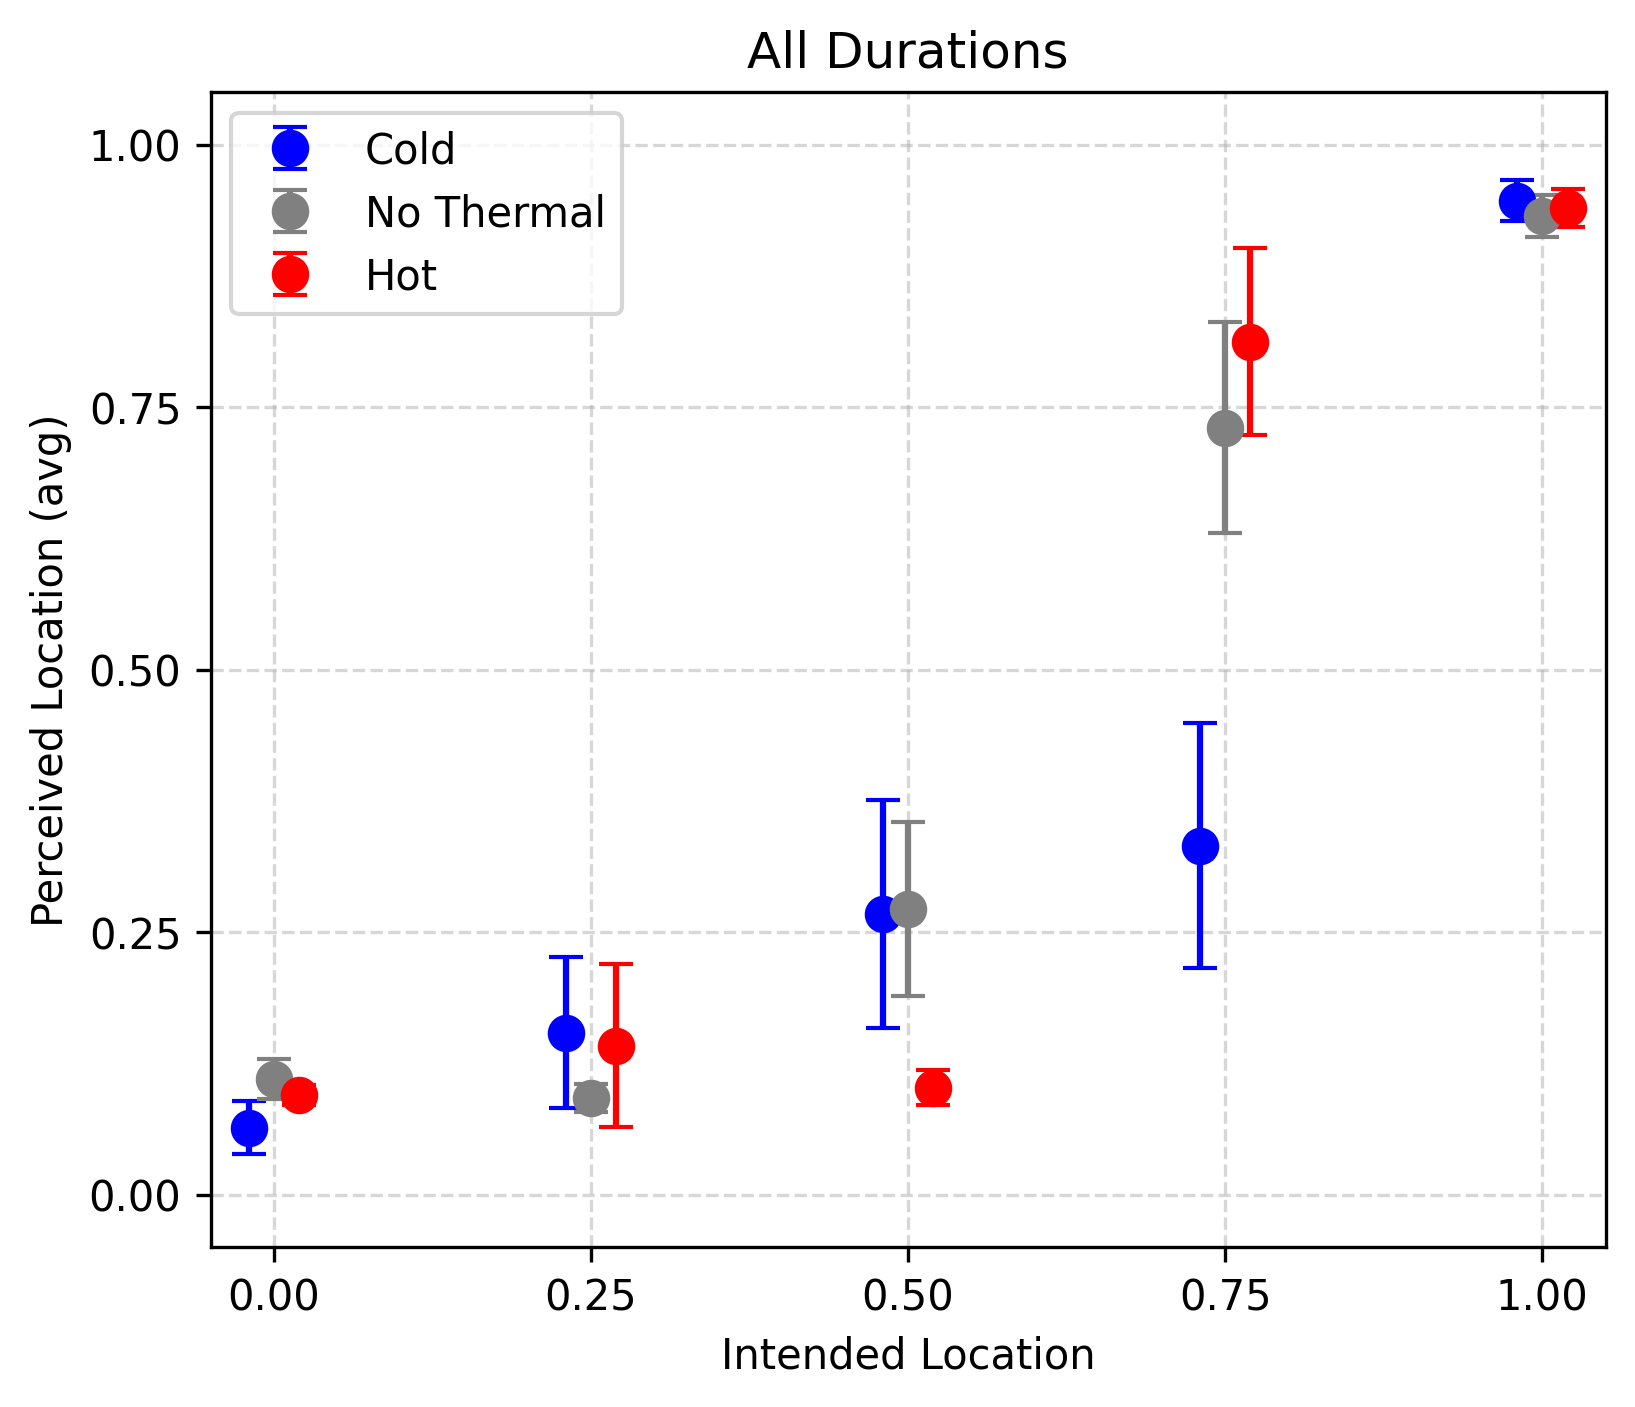 All Durations
Cold
No Thermal
Hot
1.00
0.75
0.50
0.25
0.00
Perceived Location (avg)
0.00 0.25 0.50 0.75 1.00
Intended Location